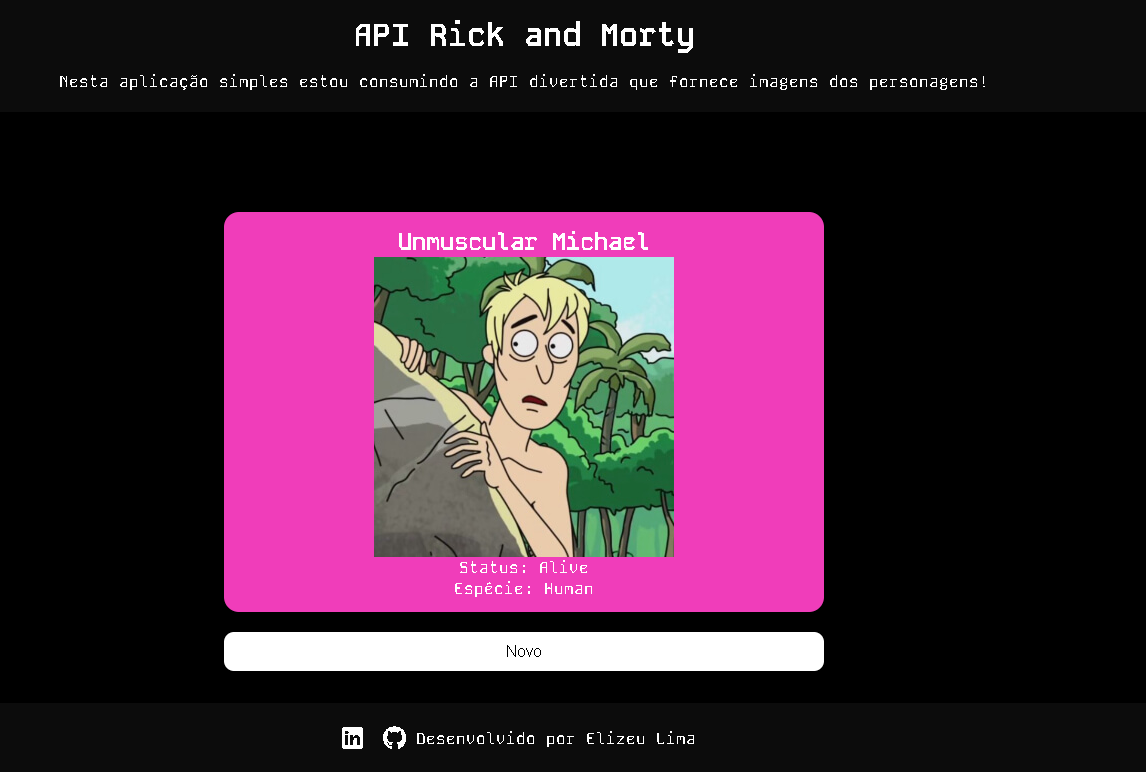 API Rick and Morty
Nesta aplicação simples estou consumindo a API divertida que fornece imagens dos personagens!
Unmuscular Michael
Status: Alive
Espécie: Human
Novo
in
Desenvolvido por Elizeu Lima